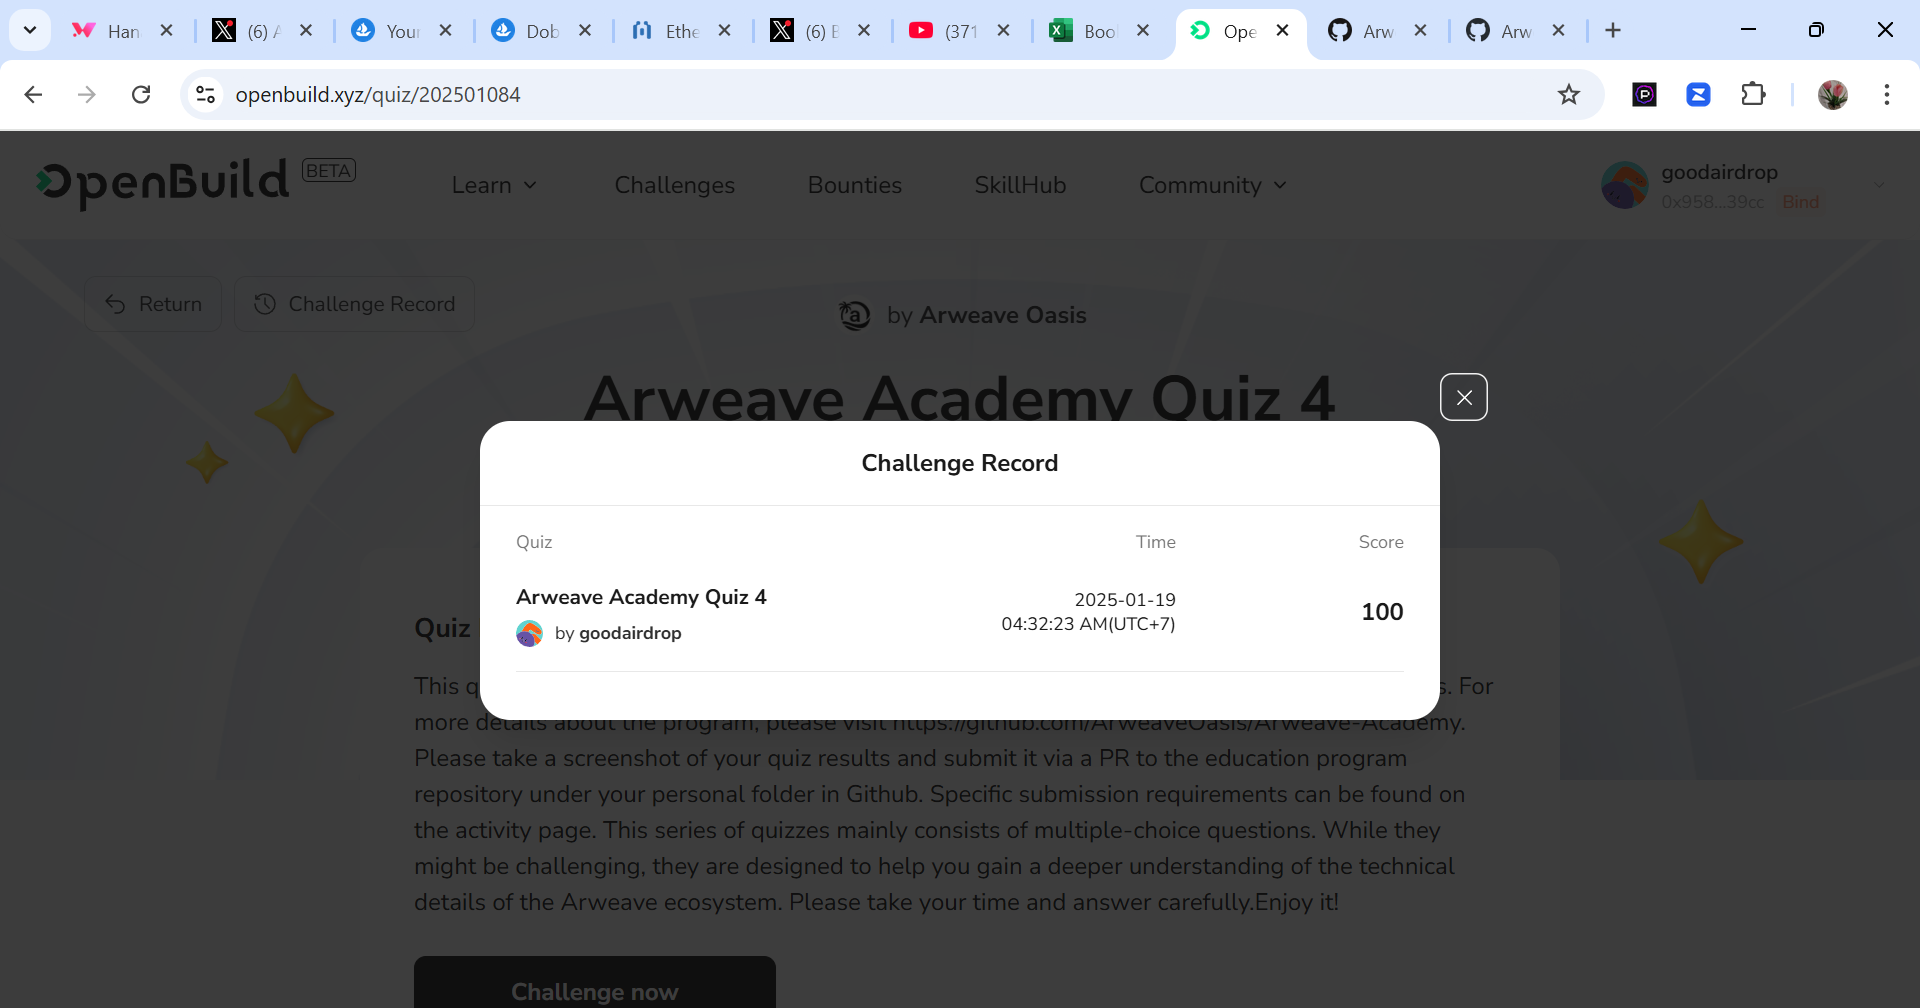 Han
(6) A
Your
Dob
Ethe
(6) E
(371
Boo
Ope
Arw
Arw
openbuild.xyz/quiz/202501084
OpenBuild BETA
Learn
Challenges
Bounties
SkillHub
Community
goodairdrop
0x958...39cc Bind
Return
Challenge Record
by Arweave Oasis
Arweave Academy Quiz 4
Challenge Record
Quiz Time Score
Arweave Academy Quiz 4
by goodairdrop
2025-01-19
04:32:23 AM(UTC+7)
100
Quiz
This s. For
more details about the program, please visit https://github.com/ArweaveOasis/Arweave-Academy.
Please take a screenshot of your quiz results and submit it via a PR to the education program
repository under your personal folder in Github. Specific submission requirements can be found on
the activity page. This series of quizzes mainly consists of multiple-choice questions. While they
might be challenging, they are designed to help you gain a deeper understanding of the technical
details of the Arweave ecosystem. Please take your time and answer carefully.Enjoy it!
Challenge now